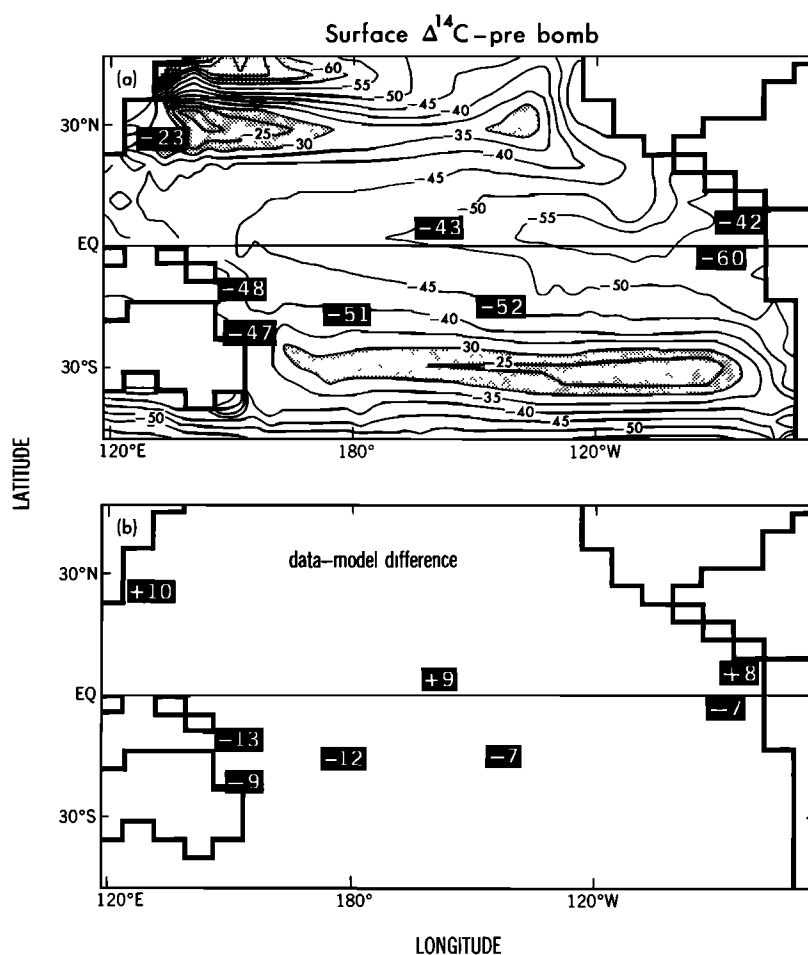 Surface Δ¹⁴C – pre bomb
(a)
-60
-55
-50
-45
-40
-35
-30
-25
-23
30°N
-35
-40
-45
-50
-55
-43
-42
EQ
-60
-48
-45
-50
-51
-52
-40
-47
30
-25
30°S
-35
-40
-45
-50
-50
120°E
180°
120°W
LATITUDE
(b)
data–model difference
30°N
+10
+9
+8
EQ
-7
-13
-12
-7
-9
30°S
120°E
180°
120°W
LONGITUDE